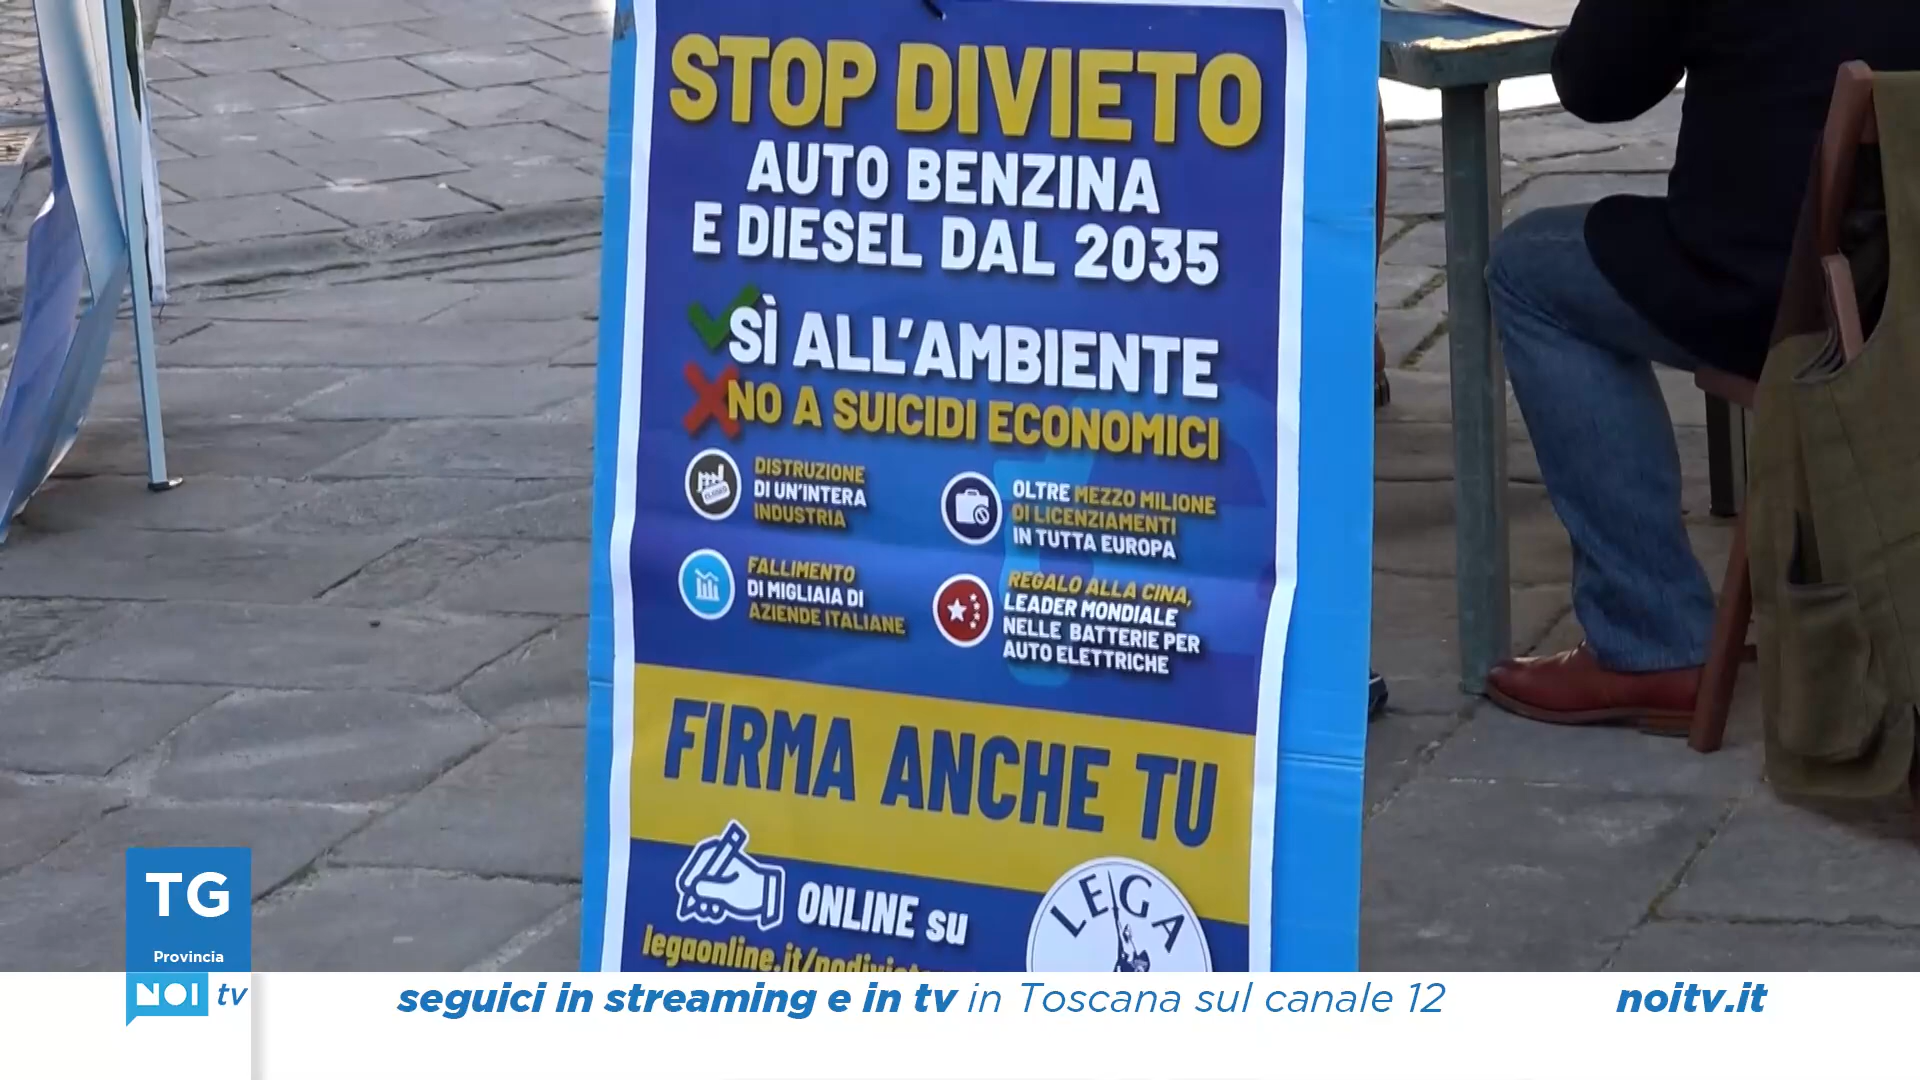 STOP DIVIETO
AUTO BENZINA
E DIESEL DAL 2035
SÌ ALL'AMBIENTE
NO A SUICIDI ECONOMICI
DISTRUZIONE
DI UN'INTERA
INDUSTRIA
OLTRE MEZZO MILIONE
DI LICENZIAMENTI
IN TUTTA EUROPA
FALLIMENTO
DI MIGLIAIA DI
AZIENDE ITALIANE
REGALO ALLA CINA,
LEADER MONDIALE
NELLE BATTERIE PER
AUTO ELETTRICHE
FIRMA ANCHE TU
ONLINE su
LEGA
TG
Provincia
NOI tv
seguici in streaming e in tv in Toscana sul canale 12
noitv.it